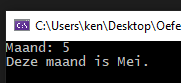 C:\Users\ken\Desktop\Oefe
Maand: 5
Deze maand is Mei.